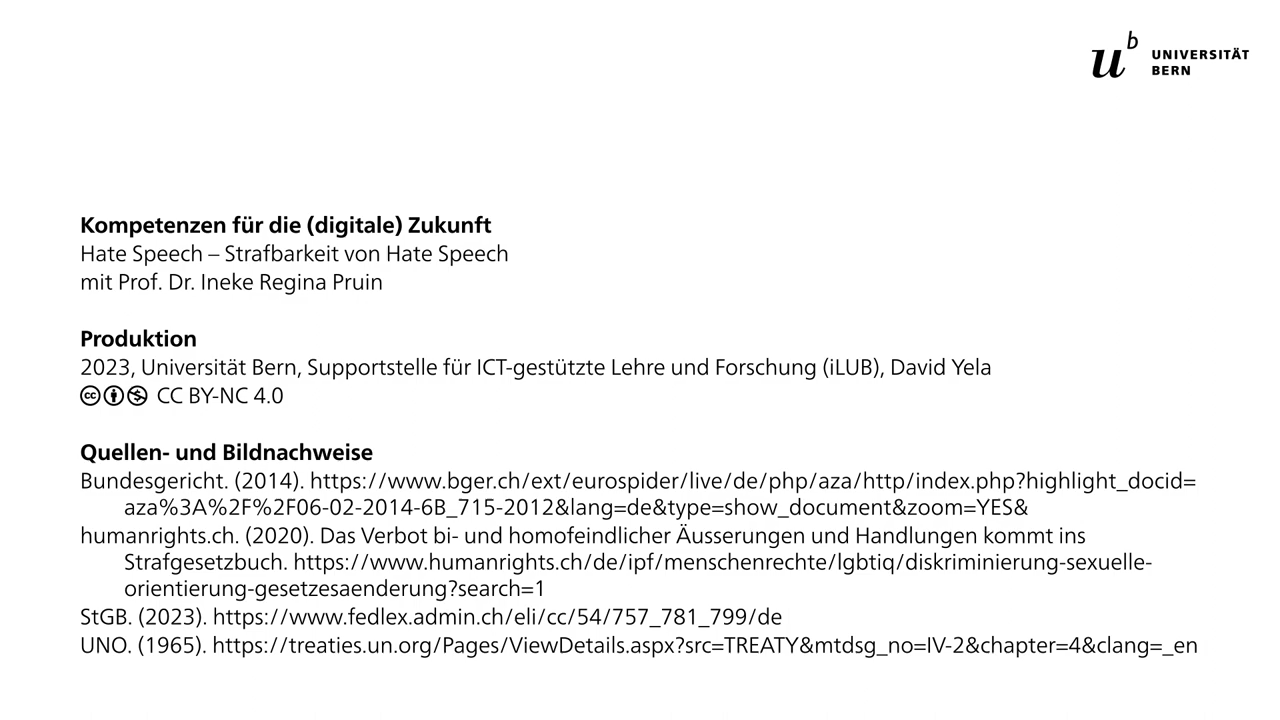 u b UNIVERSITÄT
BERN
Kompetenzen für die (digitale) Zukunft
Hate Speech – Strafbarkeit von Hate Speech
mit Prof. Dr. Ineke Regina Pruin
Produktion
2023, Universität Bern, Supportstelle für ICT-gestützte Lehre und Forschung (iLUB), David Yela
cc CC BY-NC 4.0
Quellen- und Bildnachweise
Bundesgericht. (2014). https://www.bger.ch/ext/eurospider/live/de/php/aza/http/index.php?highlight_docid=
aza%3A%2F%2F06-02-2014-6B_715-2012&lang=de&type=show_document&zoom=YES&
humanrights.ch. (2020). Das Verbot bi- und homofeindlicher Äusserungen und Handlungen kommt ins
Strafgesetzbuch. https://www.humanrights.ch/de/ipf/menschenrechte/lgbtiq/diskriminierung-sexuelle-
orientierung-gesetzesaenderung?search=1
StGB. (2023). https://www.fedlex.admin.ch/eli/cc/54/757_781_799/de
UNO. (1965). https://treaties.un.org/Pages/ViewDetails.aspx?src=TREATY&mtdsg_no=IV-2&chapter=4&clang=_en